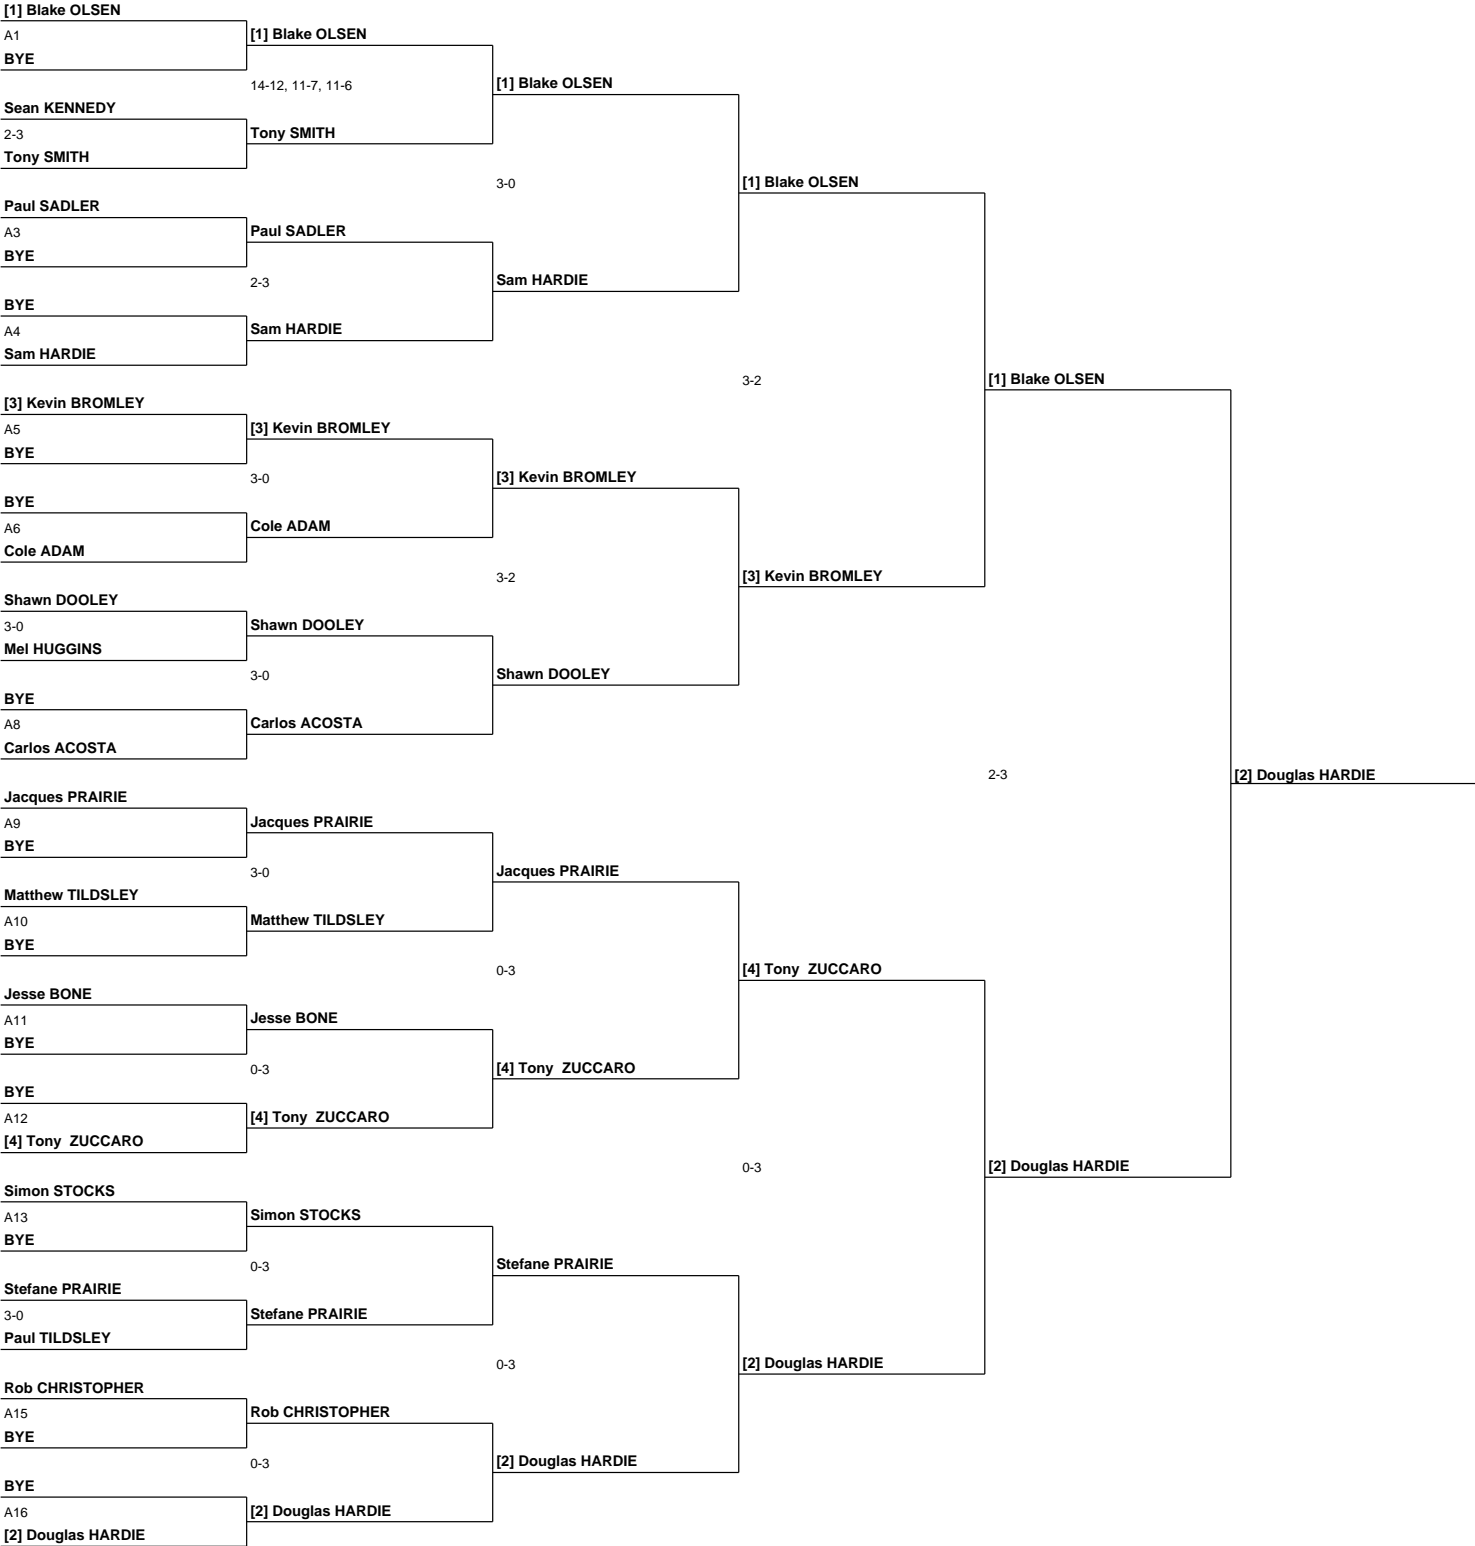 [1] Blake OLSEN
A1
BYE
Sean KENNEDY
2-3
Tony SMITH
Paul SADLER
A3
BYE
BYE
A4
Sam HARDIE
[3] Kevin BROMLEY
A5
BYE
BYE
A6
Cole ADAM
Shawn DOOLEY
3-0
Mel HUGGINS
BYE
A8
Carlos ACOSTA
Jacques PRAIRIE
A9
BYE
Matthew TILDSLEY
A10
BYE
Jesse BONE
A11
BYE
BYE
A12
[4] Tony  ZUCCARO
Simon STOCKS
A13
BYE
Stefane PRAIRIE
3-0
Paul TILDSLEY
Rob CHRISTOPHER
A15
BYE
BYE
A16
[2] Douglas HARDIE
[1] Blake OLSEN
14-12, 11-7, 11-6
Tony SMITH
Paul SADLER
2-3
Sam HARDIE
[3] Kevin BROMLEY
3-0
Cole ADAM
Shawn DOOLEY
3-0
Carlos ACOSTA
Jacques PRAIRIE
3-0
Matthew TILDSLEY
Jesse BONE
0-3
[4] Tony  ZUCCARO
Simon STOCKS
0-3
Stefane PRAIRIE
Rob CHRISTOPHER
0-3
[2] Douglas HARDIE
[1] Blake OLSEN
3-0
Sam HARDIE
[3] Kevin BROMLEY
3-2
Shawn DOOLEY
Jacques PRAIRIE
0-3
[4] Tony  ZUCCARO
Stefane PRAIRIE
0-3
[2] Douglas HARDIE
[1] Blake OLSEN
3-2
[3] Kevin BROMLEY
[4] Tony  ZUCCARO
0-3
[2] Douglas HARDIE
[1] Blake OLSEN
2-3
[2] Douglas HARDIE
[2] Douglas HARDIE